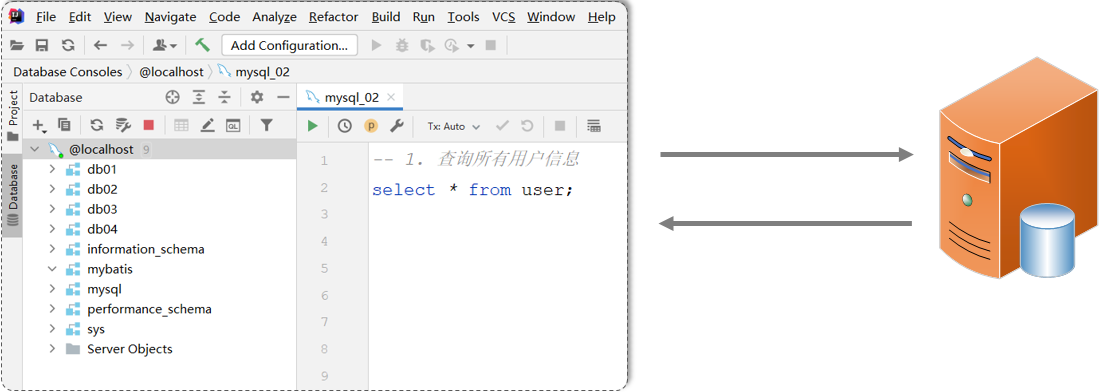 File Edit View Navigate Code Analyze Refactor Build Run Tools VCS Window Help
Add Configuration...
Database Consoles @localhost mysql_02
Project
Database
Database
mysql_02
Tx: Auto
@localhost 9
db01
db02
db03
db04
information_schema
mybatis
mysql
performance_schema
sys
Server Objects
1 -- 1. 查询所有用户信息
2 select * from user;
3
4
5
6
7
8
9